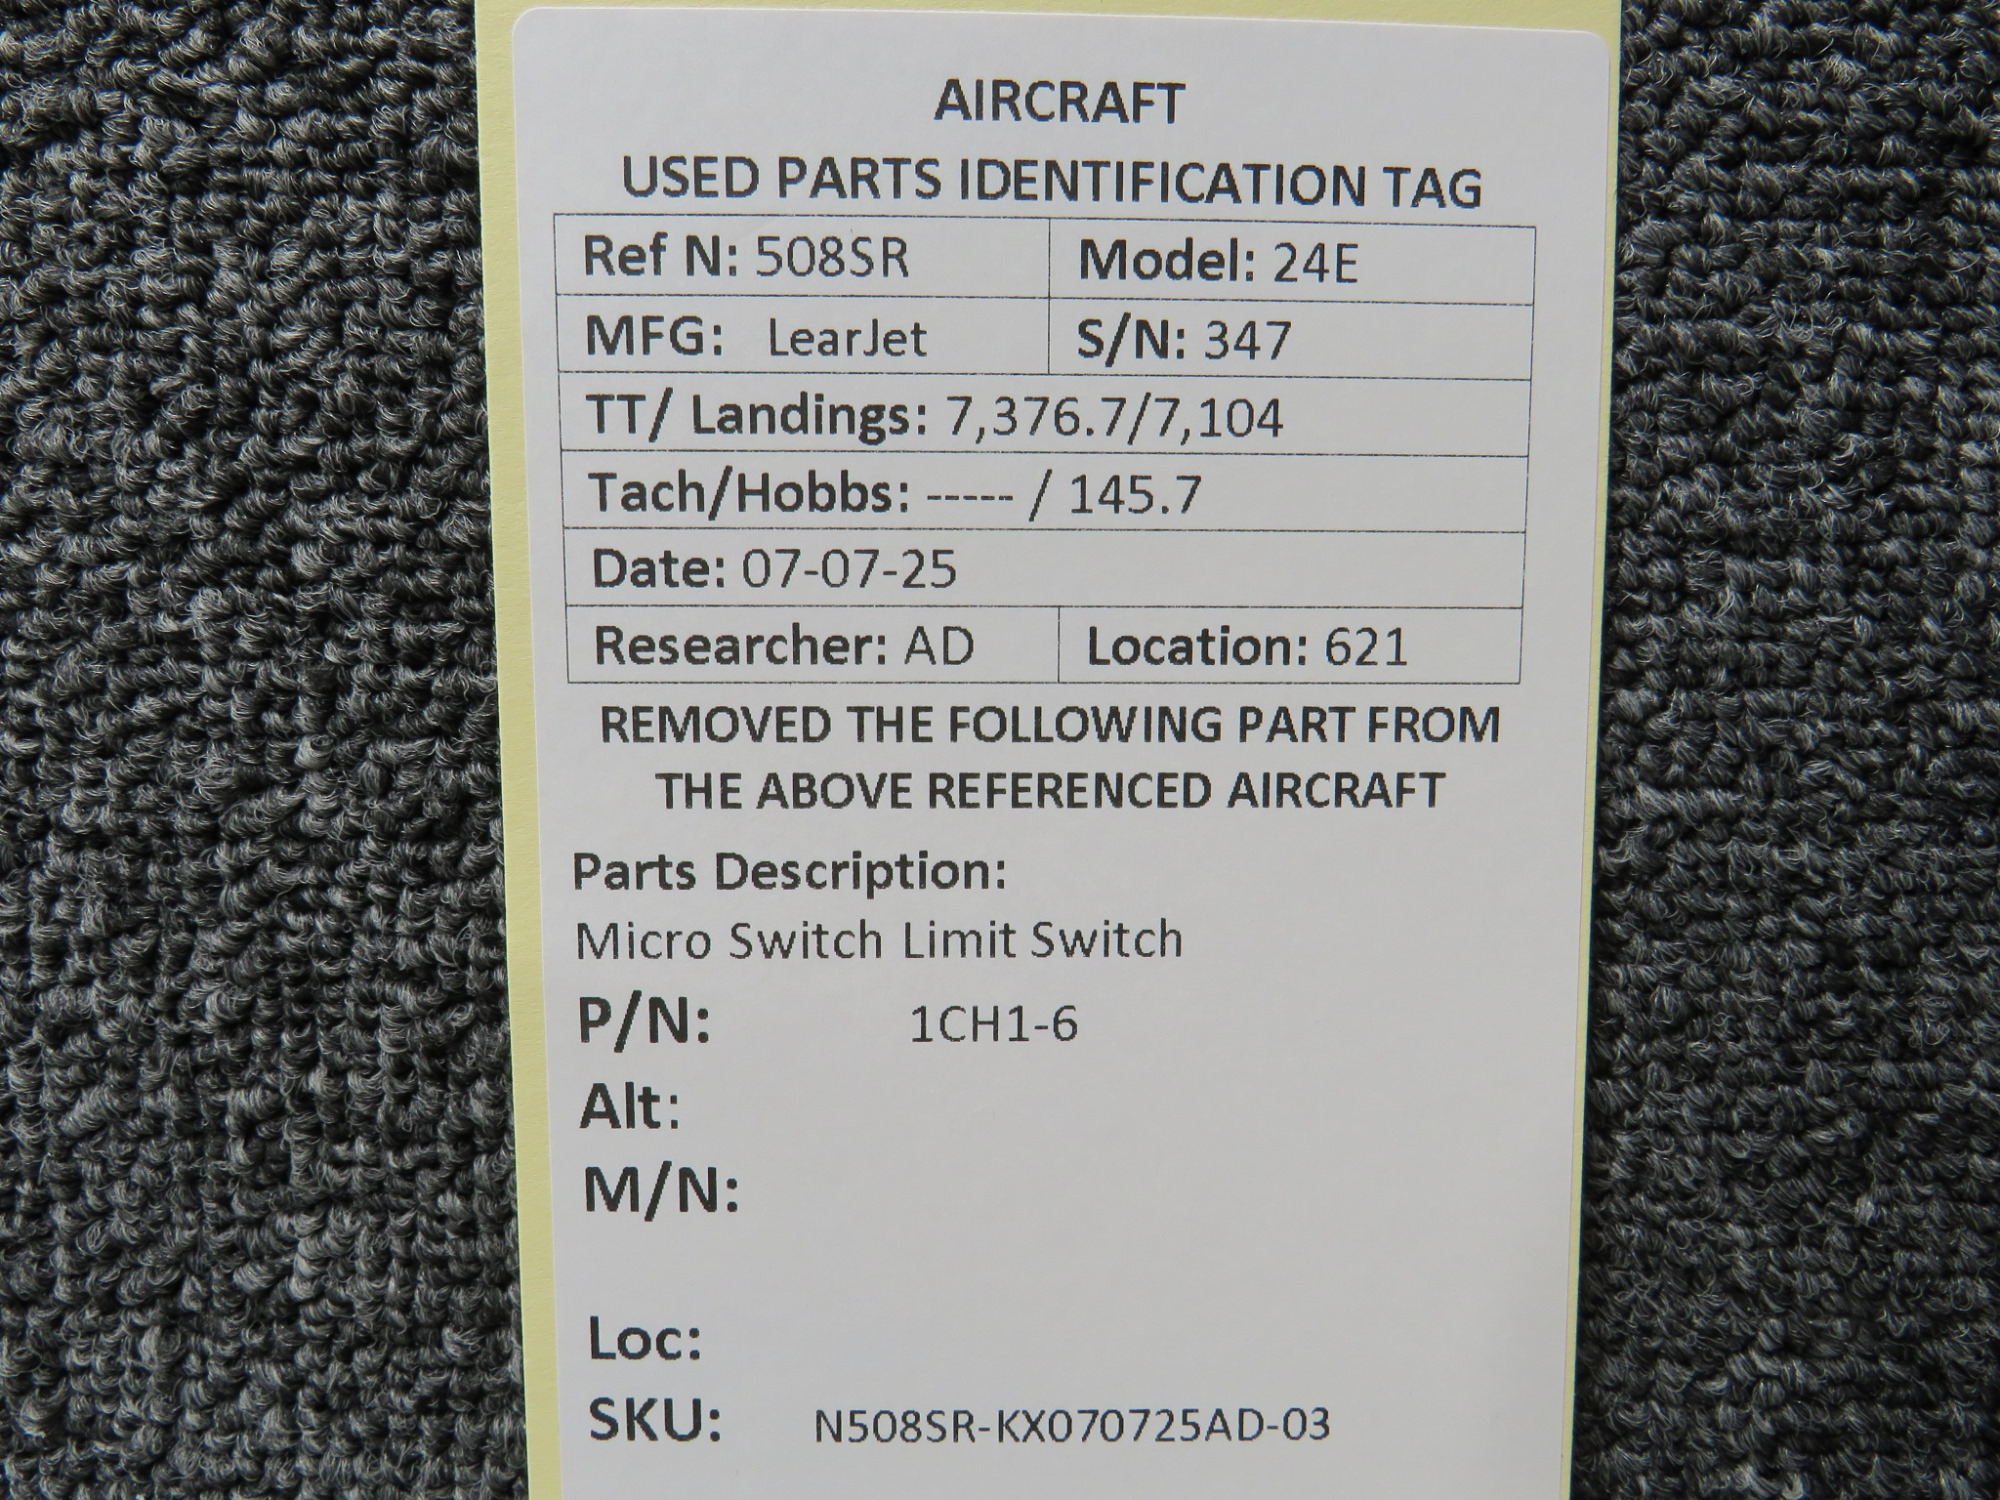 AIRCRAFT
USED PARTS IDENTIFICATION TAG
Ref N: 508SR Model: 24E
MFG: LearJet S/N: 347
TT/ Landings: 7,376.7/7,104
Tach/Hobbs: ----- / 145.7
Date: 07-07-25
Researcher: AD Location: 621
REMOVED THE FOLLOWING PART FROM
THE ABOVE REFERENCED AIRCRAFT
Parts Description:
Micro Switch Limit Switch
P/N: 1CH1-6
Alt:
M/N:
Loc:
SKU: N508SR-KX070725AD-03